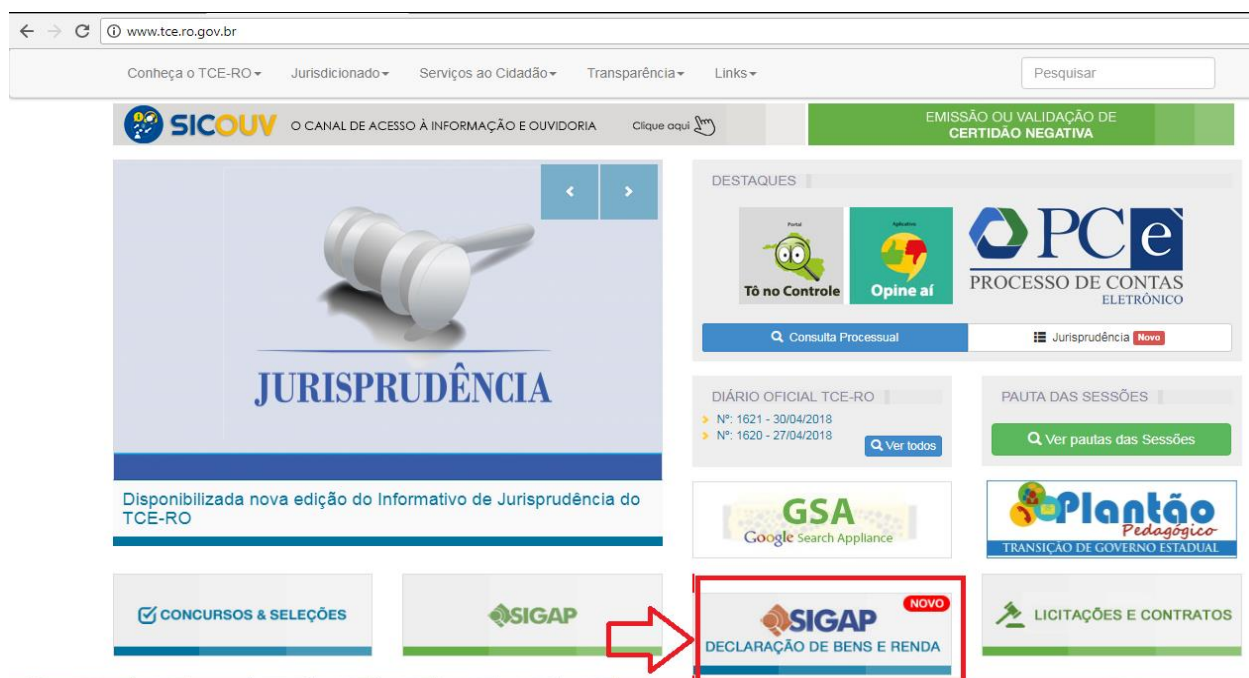 www.tce.ro.gov.br
Conheça o TCE-RO
Jurisdicionado
Serviços ao Cidadão
Transparência
Links
Pesquisar
SICOUV
O CANAL DE ACESSO À INFORMAÇÃO E OUVIDORIA
Clique aqui
EMISSÃO OU VALIDAÇÃO DE
CERTIDÃO NEGATIVA
JURISPRUDÊNCIA
Disponibilizada nova edição do Informativo de Jurisprudência do
TCE-RO
DESTAQUES
Portal
Tô no Controle
Aplicativo
Opine aí
PCe
PROCESSO DE CONTAS
ELETRÔNICO
Consulta Processual
Jurisprudência Novo
DIÁRIO OFICIAL TCE-RO
Nº: 1621 - 30/04/2018
Nº: 1620 - 27/04/2018
Ver todos
PAUTA DAS SESSÕES
Ver pautas das Sessões
GSA
Google Search Appliance
Plantão
Pedagógico
TRANSIÇÃO DE GOVERNO ESTADUAL
CONCURSOS & SELEÇÕES
SIGAP
NOVO
SIGAP
DECLARAÇÃO DE BENS E RENDA
LICITAÇÕES E CONTRATOS